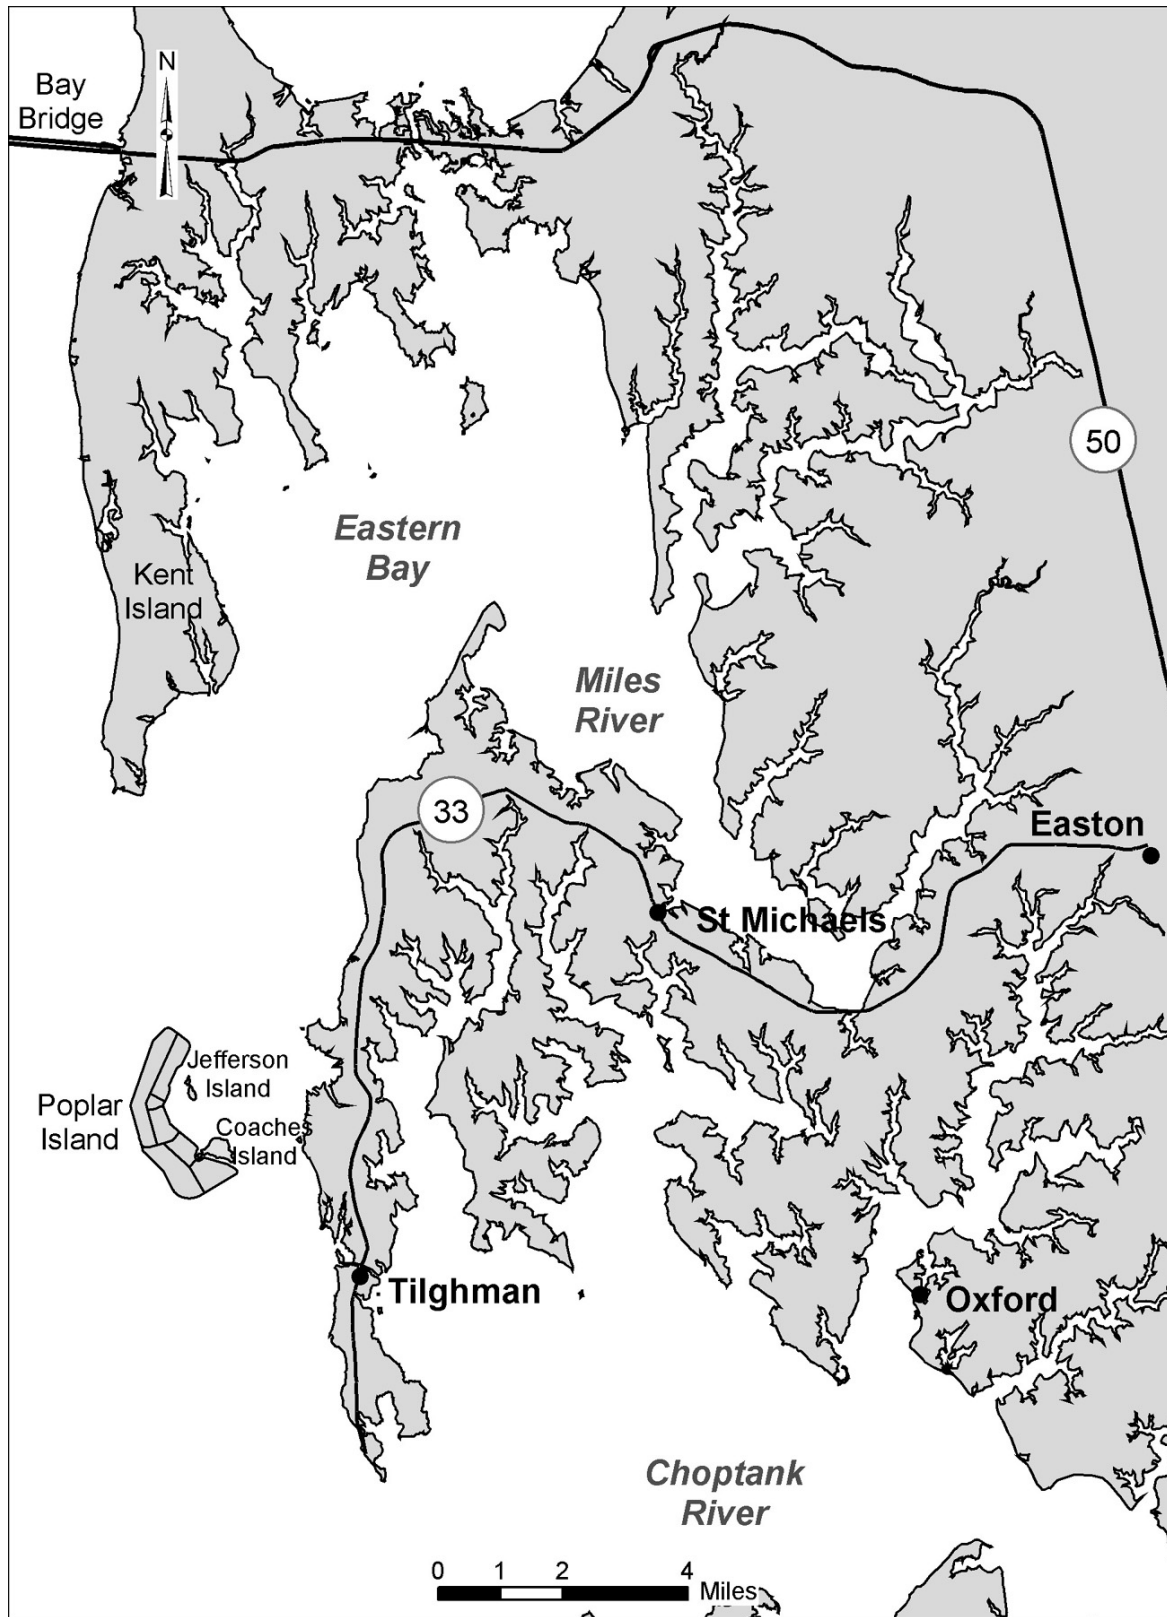 N
Bay
Bridge
50
Eastern
Bay
Kent
Island
Miles
River
33
Easton
St Michaels
Jefferson
Island
Poplar
Island
Coaches
Island
Tilghman
Oxford
Choptank
River
0 1 2 4
Miles